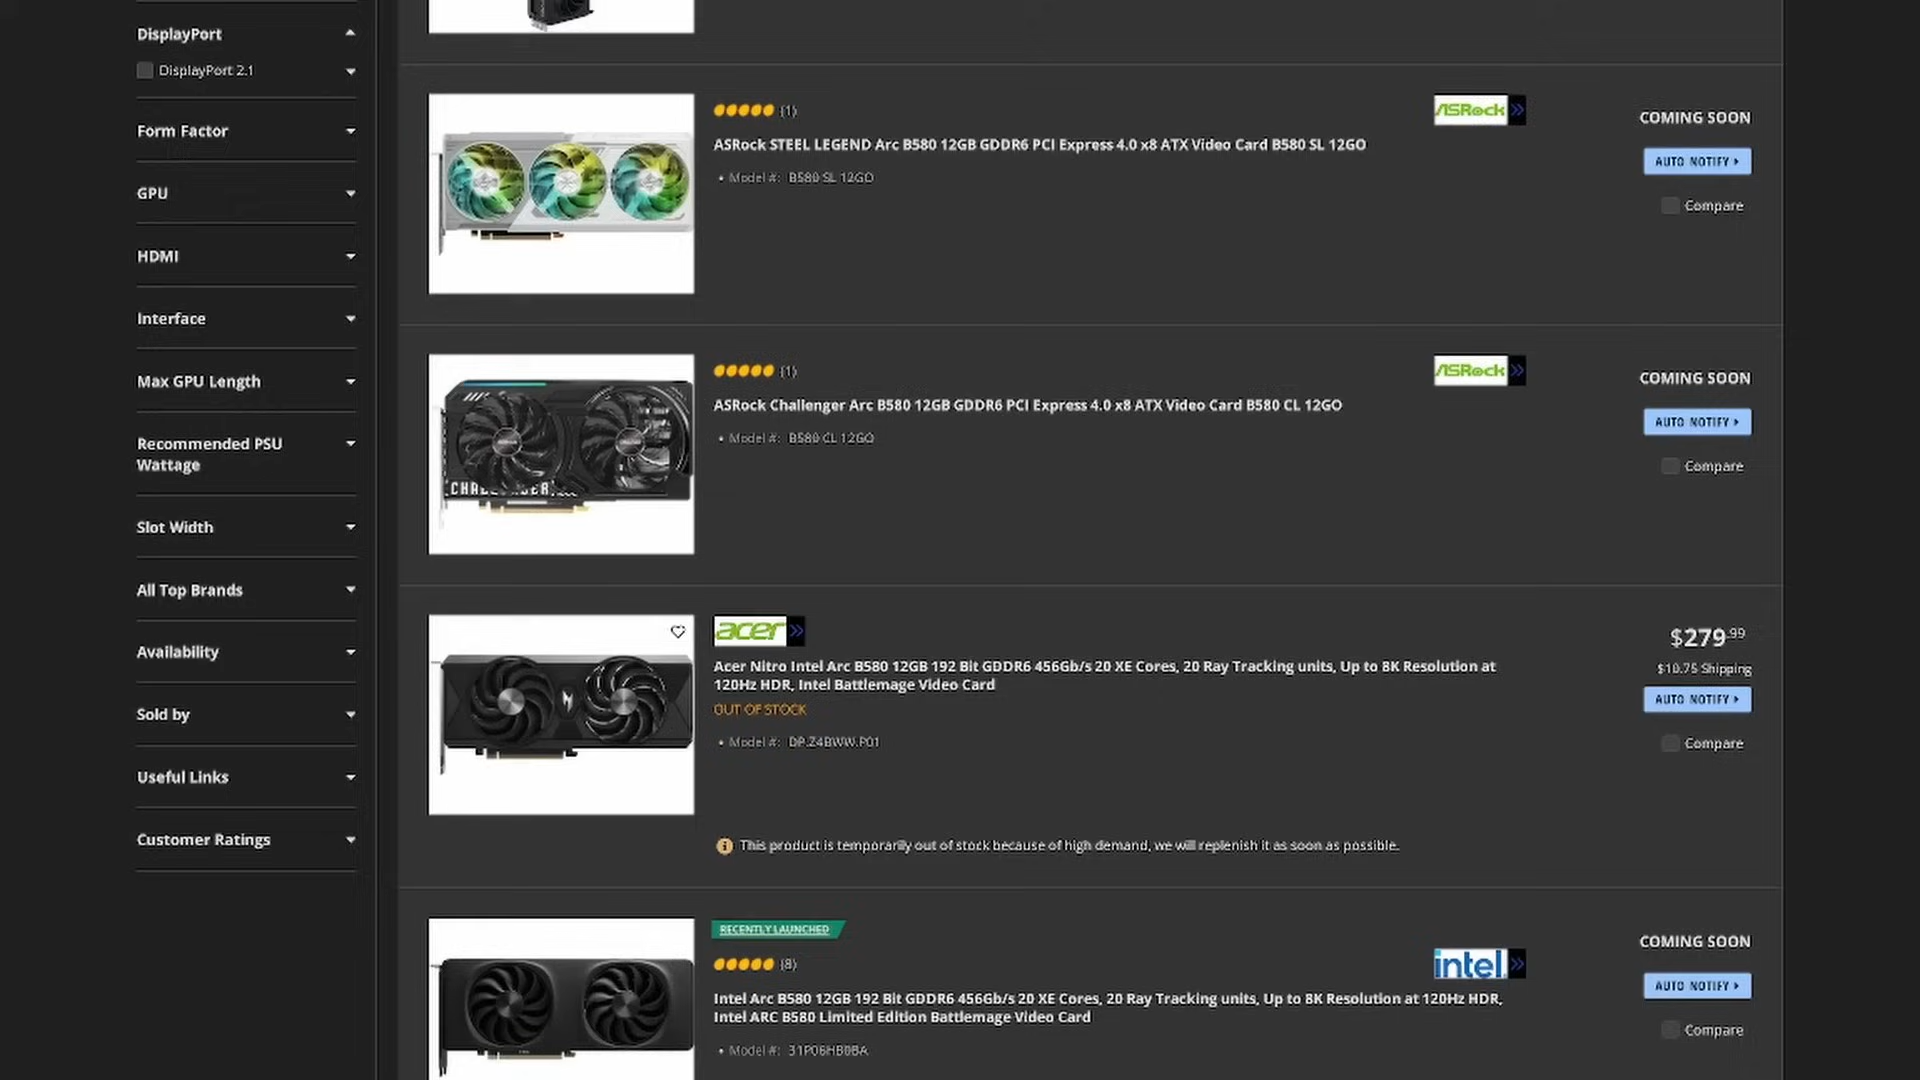 DisplayPort
DisplayPort 2.1
Form Factor
GPU
HDMI
Interface
Max GPU Length
Recommended PSU
Wattage
Slot Width
All Top Brands
Availability
Sold by
Useful Links
Customer Ratings
(1)
ASRock
COMING SOON
ASRock STEEL LEGEND Arc B580 12GB GDDR6 PCI Express 4.0 x8 ATX Video Card B580 SL 12GO
AUTO NOTIFY
Model #: B580 SL 12GO
Compare
(1)
ASRock
COMING SOON
ASRock Challenger Arc B580 12GB GDDR6 PCI Express 4.0 x8 ATX Video Card B580 CL 12GO
AUTO NOTIFY
Model #: B580 CL 12GO
Compare
CHALLENGER
acer
$279.99
Acer Nitro Intel Arc B580 12GB 192 Bit GDDR6 456Gb/s 20 XE Cores, 20 Ray Tracking units, Up to 8K Resolution at
120Hz HDR, Intel Battlemage Video Card
$10.75 Shipping
AUTO NOTIFY
OUT OF STOCK
Model #: DP.Z4BWW.P01
Compare
This product is temporarily out of stock because of high demand, we will replenish it as soon as possible.
RECENTLY LAUNCHED
COMING SOON
(8)
intel
AUTO NOTIFY
Intel Arc B580 12GB 192 Bit GDDR6 456Gb/s 20 XE Cores, 20 Ray Tracking units, Up to 8K Resolution at 120Hz HDR,
Intel ARC B580 Limited Edition Battlemage Video Card
Compare
Model #: 31P06HB0BA